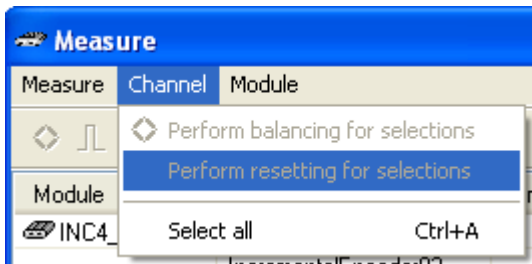 Measure
Measure Channel Module
Perform balancing for selections
Perform resetting for selections
Module
Select all Ctrl+A
INC4_